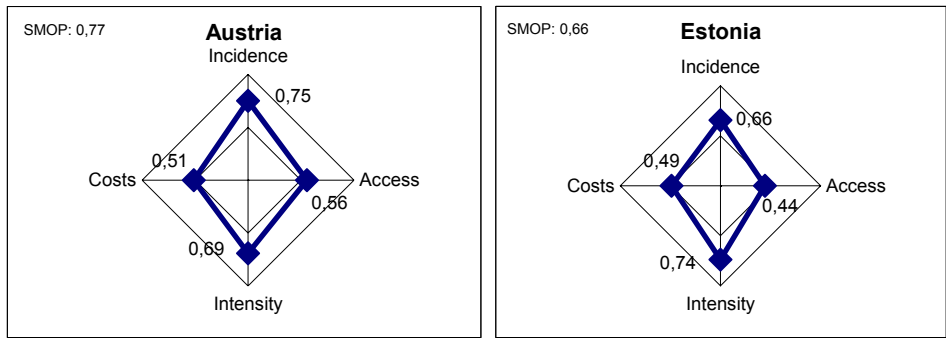 SMOP: 0,77
Austria
Incidence
0,75
0,51
Costs
Access
0,56
0,69
Intensity
SMOP: 0,66
Estonia
Incidence
0,66
0,49
Costs
Access
0,44
0,74
Intensity